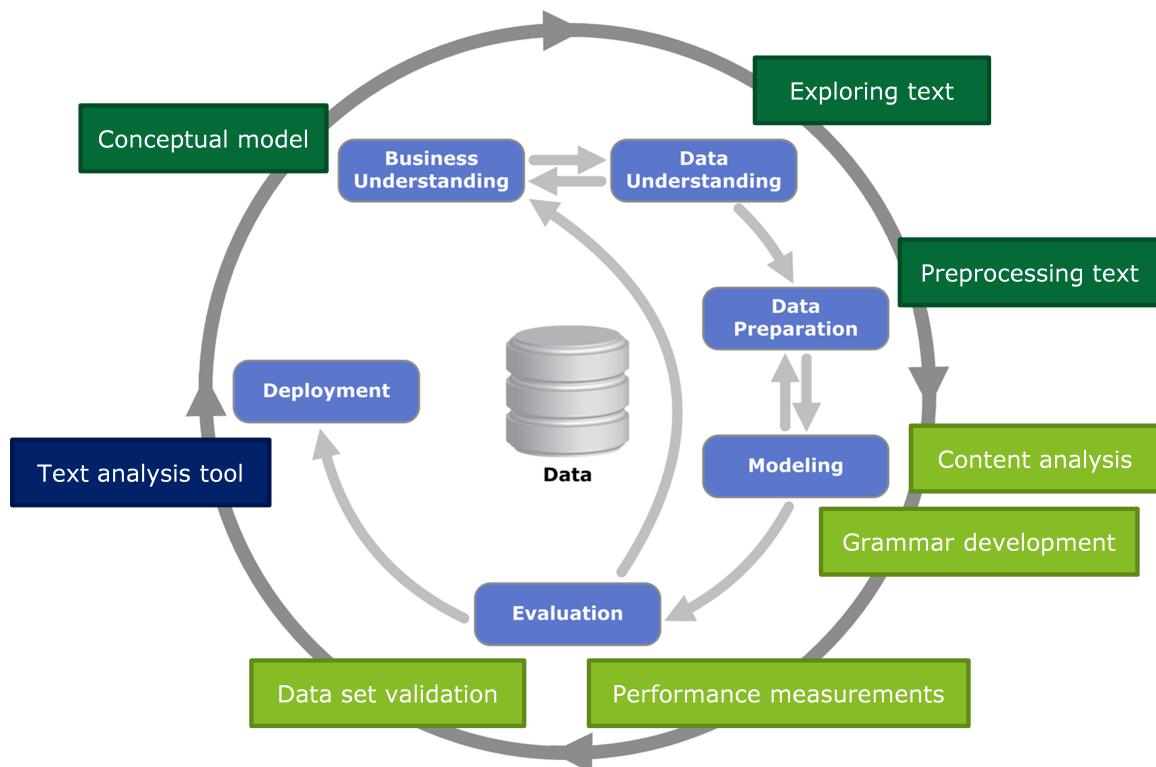 Exploring text
Conceptual model
Business
Understanding
Data
Understanding
Preprocessing text
Data
Preparation
Deployment
Text analysis tool
Data
Modeling
Content analysis
Grammar development
Evaluation
Data set validation
Performance measurements